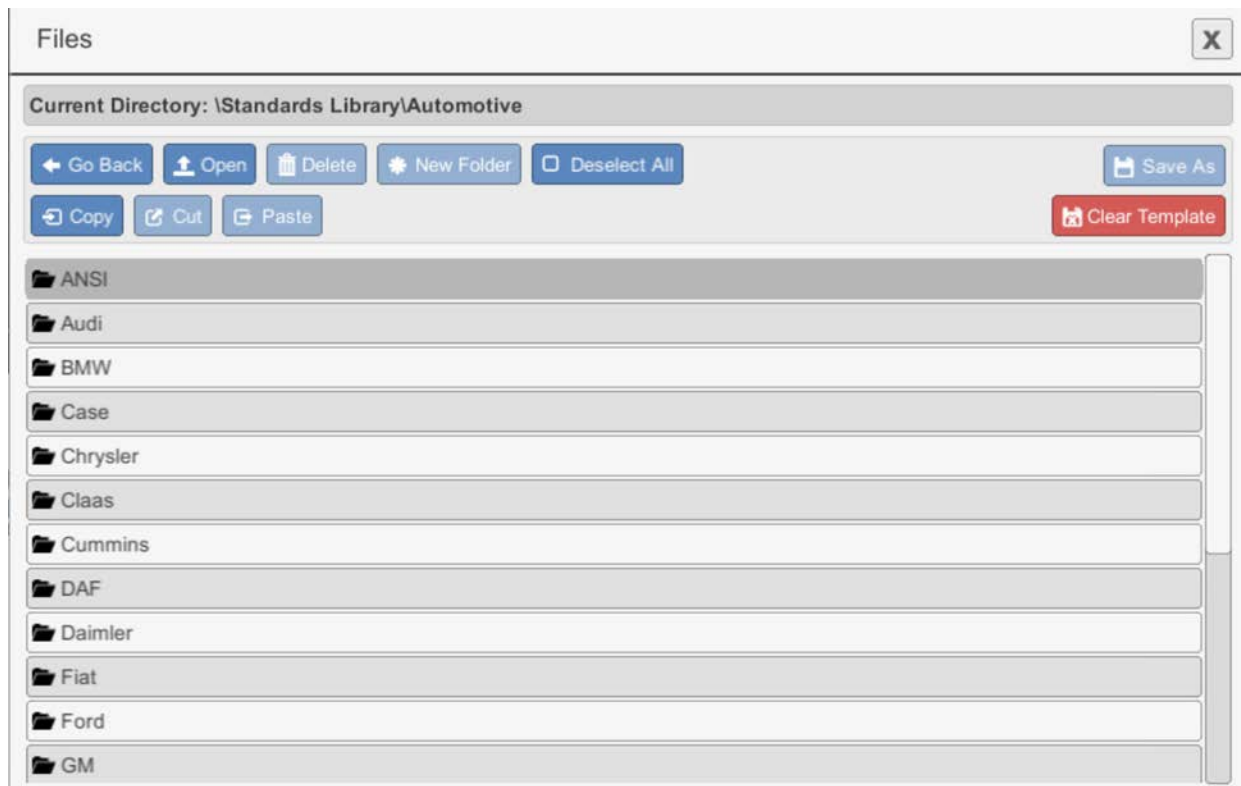 Files
X
Current Directory: \Standards Library\Automotive
Go Back Open Delete New Folder Deselect All Save As
Copy Cut Paste Clear Template
ANSI
Audi
BMW
Case
Chrysler
Claas
Cummins
DAF
Daimler
Fiat
Ford
GM